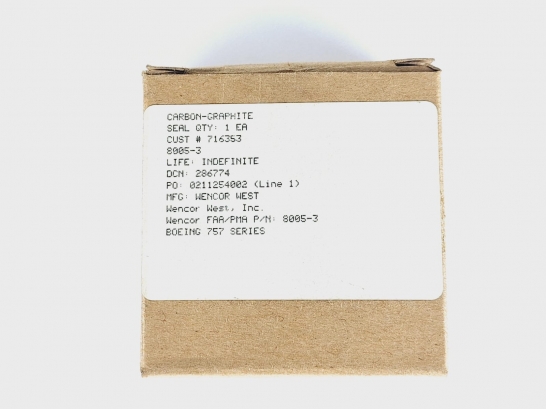 CARBON-GRAPHITE
SEAL QTY: 1 EA
CUST # 716353
8005-3
LIFE: INDEFINITE
DCN: 286774
PO: 0211254002 (Line 1)
MFG: WENCOR WEST
Wencor West, Inc.
Wencor FAA/PMA P/N: 8005-3
BOEING 757 SERIES